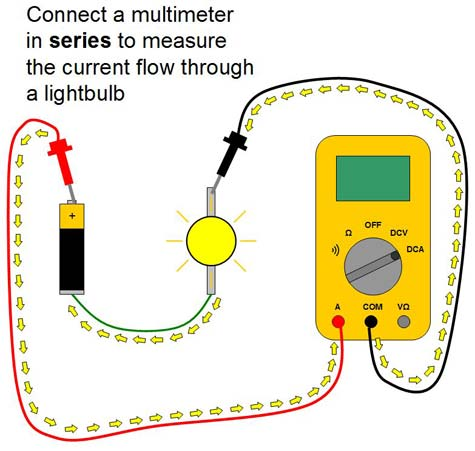 Connect a multimeter
in series to measure
the current flow through
a lightbulb
+
OFF
Ω DCV
DCA
A COM VΩ